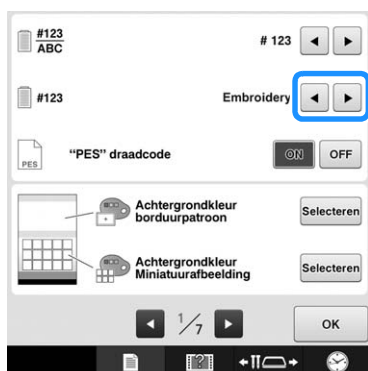 #123
ABC
# 123
#123
Embroidery
PES
“PES” draadcode
ON
OFF
Achtergrondkleur
borduurpatroon
Selecteren
Achtergrondkleur
Miniatuurafbeelding
Selecteren
1/7
OK
?